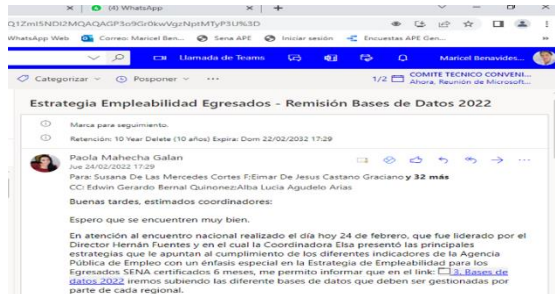 WhatsApp
Q1ZmI5NDI2MQAQAGP3o9Gr0kwVgzNptMTyP3U%3D
WhatsApp Web Correo: Maricel Ben... Sena APE Iniciar sesión Encuestas APE Gen...
Llamada de Teams Maricel Benavides...
Categorizar Posponer ... 1/2 COMITE TECNICO CONVENI...
Ahora, Reunión de Microsoft...
Estrategia Empleabilidad Egresados - Remisión Bases de Datos 2022
Marca para seguimiento.
Retención: 10 Year Delete (10 años) Expira: Dom 22/02/2032 17:29
Paola Mahecha Galan
Jue 24/02/2022 17:29
Para: Susana De Las Mercedes Cortes F;Eimar De Jesus Castano Graciano y 32 más
CC: Edwin Gerardo Bernal Quinonez;Alba Lucia Agudelo Arias
Buenas tardes, estimados coordinadores:
Espero que se encuentren muy bien.
En atención al encuentro nacional realizado el día hoy 24 de febrero, que fue liderado por el
Director Hernán Fuentes y en el cual la Coordinadora Elsa presentó las principales
estrategias que le apuntan al cumplimiento de los diferentes indicadores de la Agencia
Pública de Empleo con un énfasis especial en la Estrategia de Empleabilidad para los
Egresados SENA certificados 6 meses, me permito informar que en el link: 3. Bases de
datos 2022 iremos subiendo las diferente bases de datos que deben ser gestionadas por
parte de cada regional.